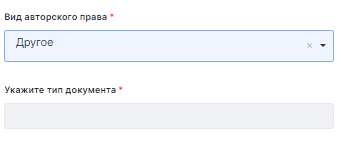 Вид авторского права *
Другое
Укажите тип документа *